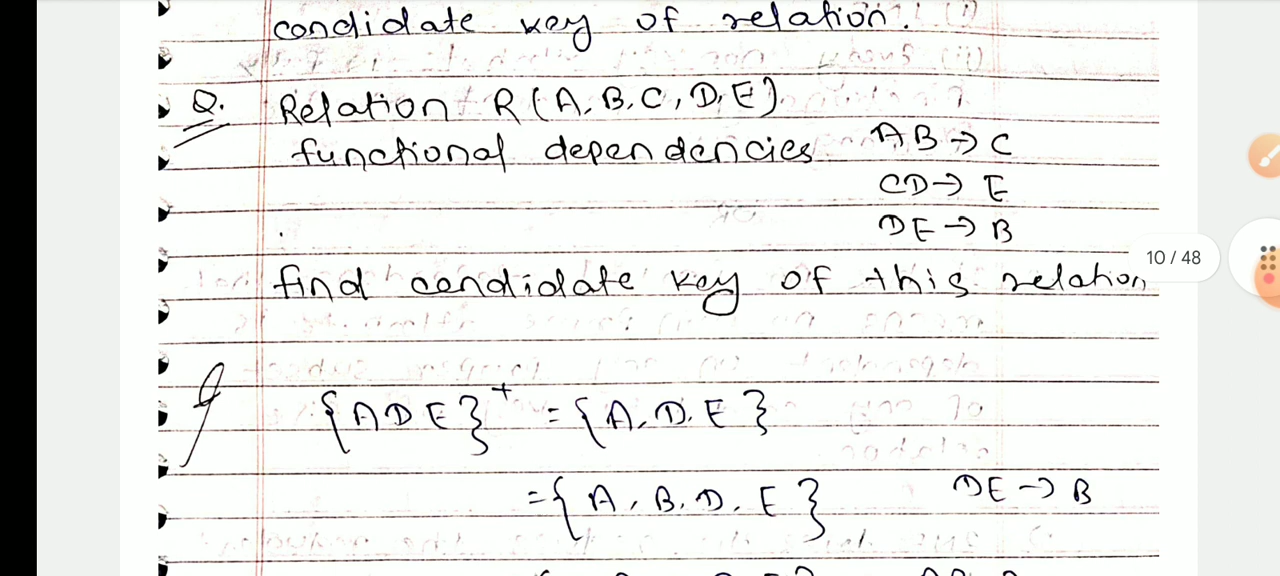 candidate key of relation.
Q. Relation R(A, B, C, D, E)
functional dependencies AB → C
CD → E
DE → B
10 / 48
find candidate key of this relation
{ADE}⁺ = {A, D, E}
= {A, B, D, E} DE → B